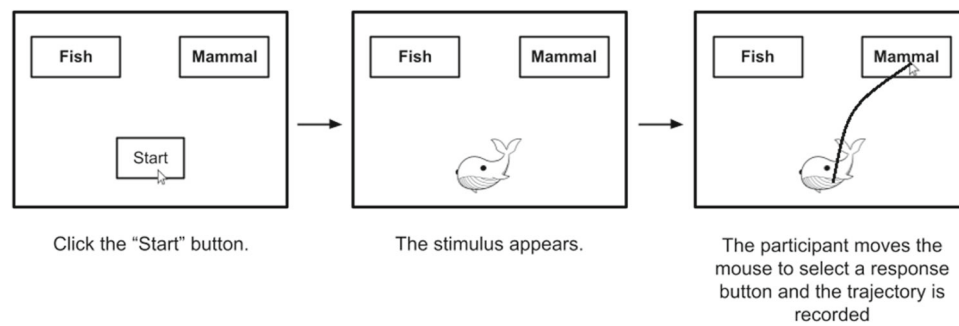 Fish
Mammal
Start
Click the “Start” button.
Fish
Mammal
The stimulus appears.
Fish
Mammal
The participant moves the
mouse to select a response
button and the trajectory is
recorded